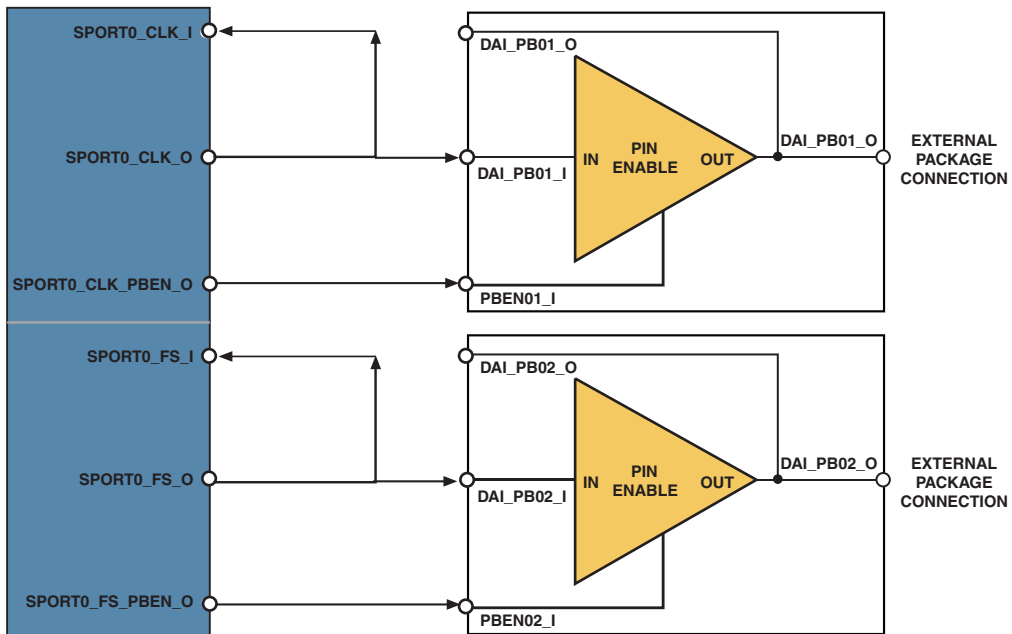 SPORT0_CLK_I
DAI_PB01_O
SPORT0_CLK_O
DAI_PB01_I
IN
PIN
ENABLE
OUT
DAI_PB01_O
EXTERNAL
PACKAGE
CONNECTION
SPORT0_CLK_PBEN_O
PBEN01_I
SPORT0_FS_I
DAI_PB02_O
SPORT0_FS_O
DAI_PB02_I
IN
PIN
ENABLE
OUT
DAI_PB02_O
EXTERNAL
PACKAGE
CONNECTION
SPORT0_FS_PBEN_O
PBEN02_I